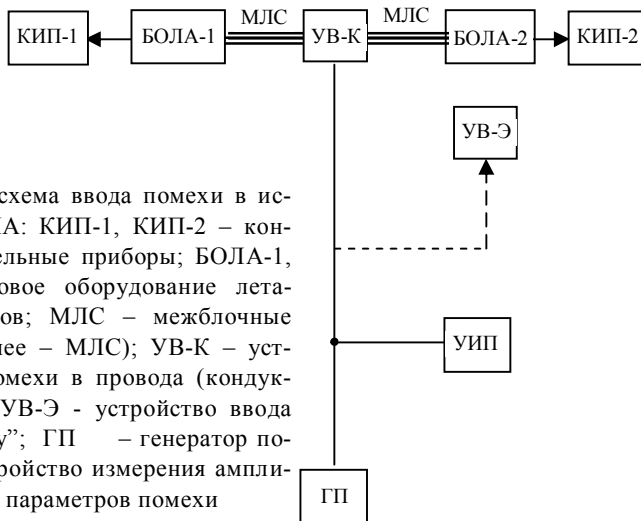 МЛС МЛС
КИП-1 БОЛА-1 УВ-К БОЛА-2 КИП-2
УВ-Э
схема ввода помехи в ис-
ЛА: КИП-1, КИП-2 – кон-
ельные приборы; БОЛА-1,
овое оборудование лета-
ов; МЛС – межблочные
нее – МЛС); УВ-К – уст-
омехи в провода (кондук-
УВ-Э - устройство ввода
у”; ГП – генератор по-
ройство измерения ампли-
параметров помехи
УИП
ГП